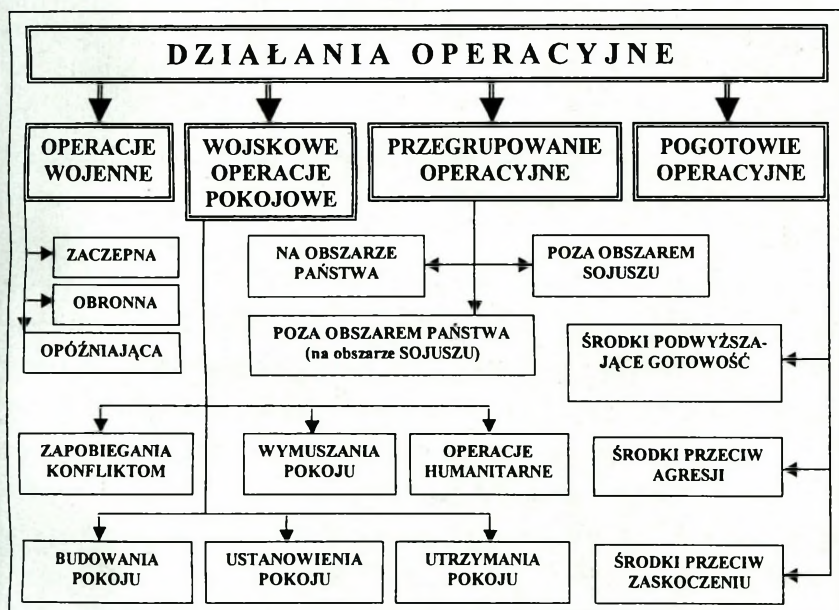 DZIAŁANIA OPERACYJNE
OPERACJE
WOJENNE
WOJSKOWE
OPERACJE
POKOJOWE
PRZEGRUPOWANIE
OPERACYJNE
POGOTOWIE
OPERACYJNE
ZACZEPNA
OBRONNA
OPÓŹNIAJĄCA
NA OBSZARZE
PAŃSTWA
POZA OBSZAREM
SOJUSZU
POZA OBSZAREM PAŃSTWA
(na obszarze SOJUSZU)
ŚRODKI PODWYŻSZA-
JĄCE GOTOWOŚĆ
ZAPOBIEGANIA
KONFLIKTOM
WYMUSZANIA
POKOJU
OPERACJE
HUMANITARNE
ŚRODKI PRZECIW
AGRESJI
BUDOWANIA
POKOJU
USTANOWIENIA
POKOJU
UTRZYMANIA
POKOJU
ŚRODKI PRZECIW
ZASKOCZENIU